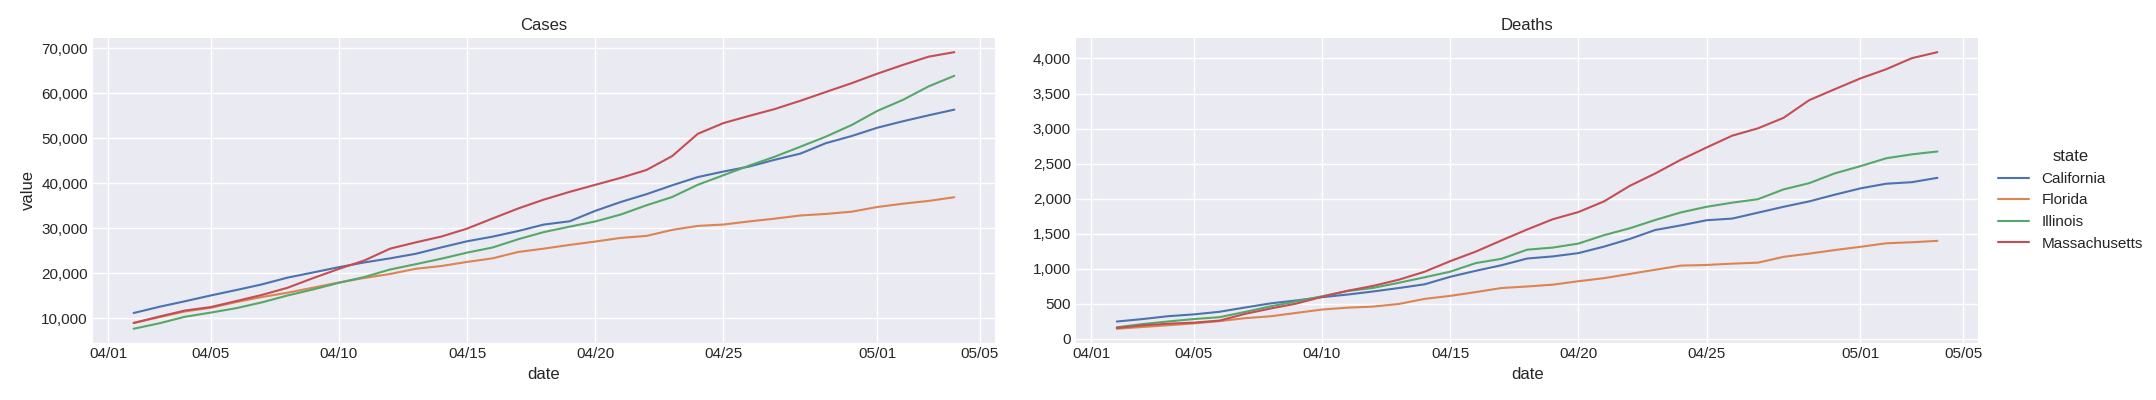 Cases
70,000
60,000
50,000
40,000
30,000
20,000
10,000
value
04/01 04/05 04/10 04/15 04/20 04/25 05/01 05/05
date
Deaths
4,000
3,500
3,000
2,500
2,000
1,500
1,000
500
0
04/01 04/05 04/10 04/15 04/20 04/25 05/01 05/05
date
state
California
Florida
Illinois
Massachusetts